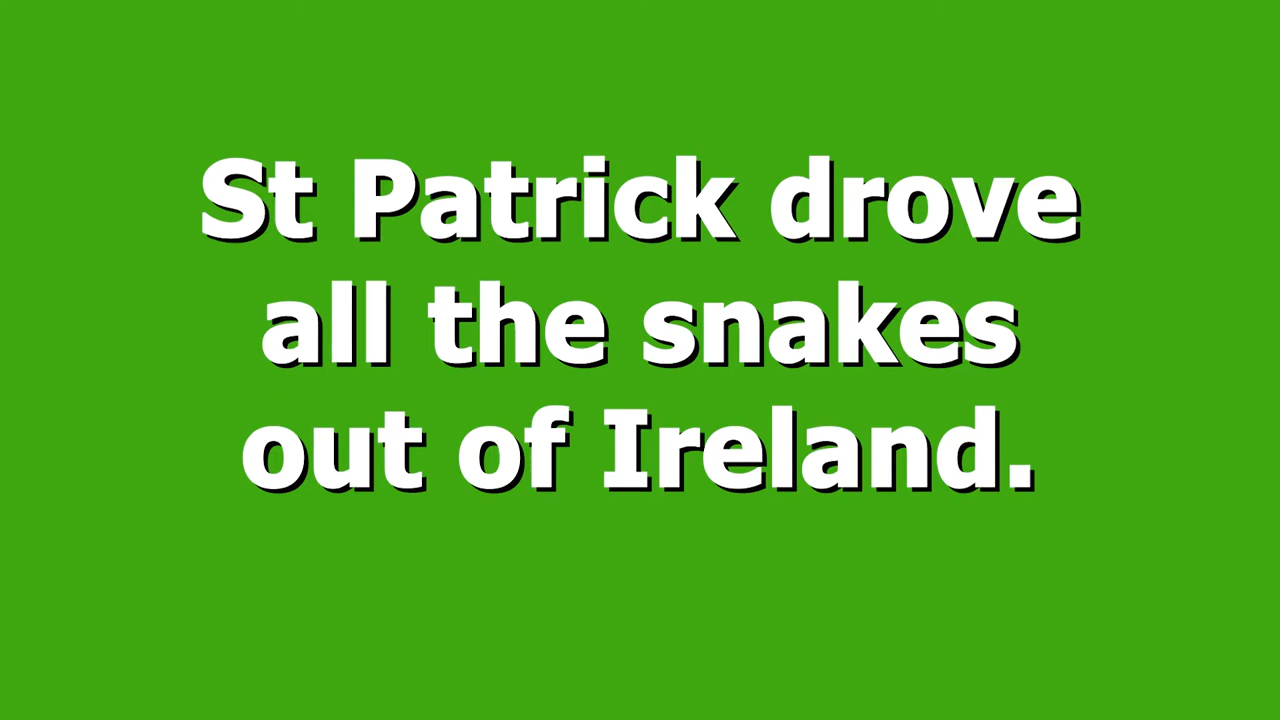 St Patrick drove
all the snakes
out of Ireland.